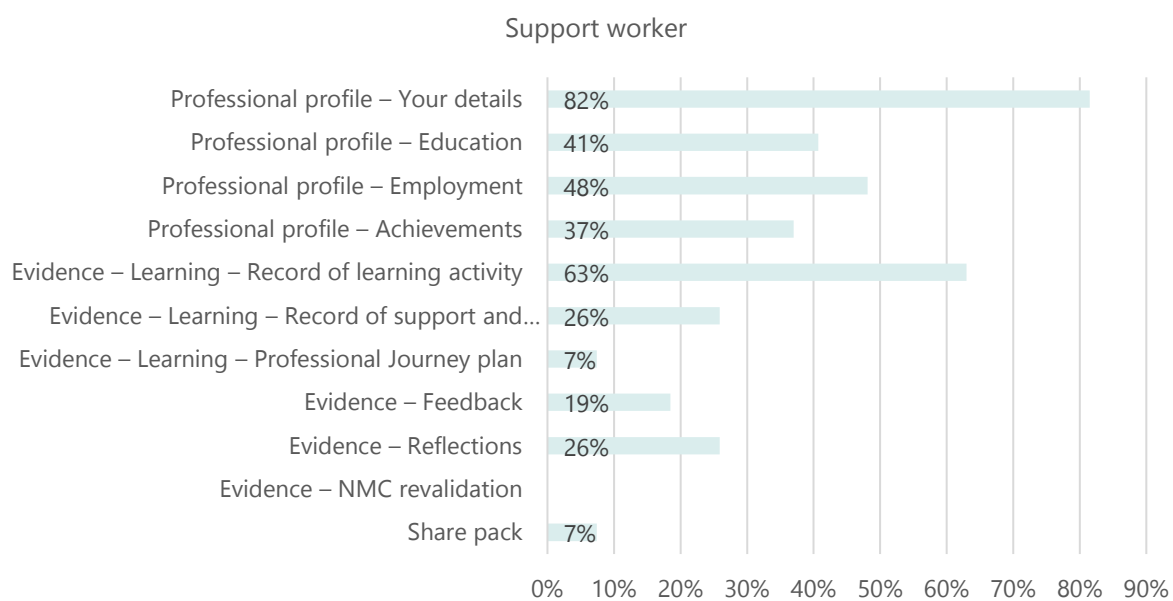 Support worker
Professional profile – Your details 82%
Professional profile – Education 41%
Professional profile – Employment 48%
Professional profile – Achievements 37%
Evidence – Learning – Record of learning activity 63%
Evidence – Learning – Record of support and... 26%
Evidence – Learning – Professional Journey plan 7%
Evidence – Feedback 19%
Evidence – Reflections 26%
Evidence – NMC revalidation
Share pack 7%
0% 10% 20% 30% 40% 50% 60% 70% 80% 90%